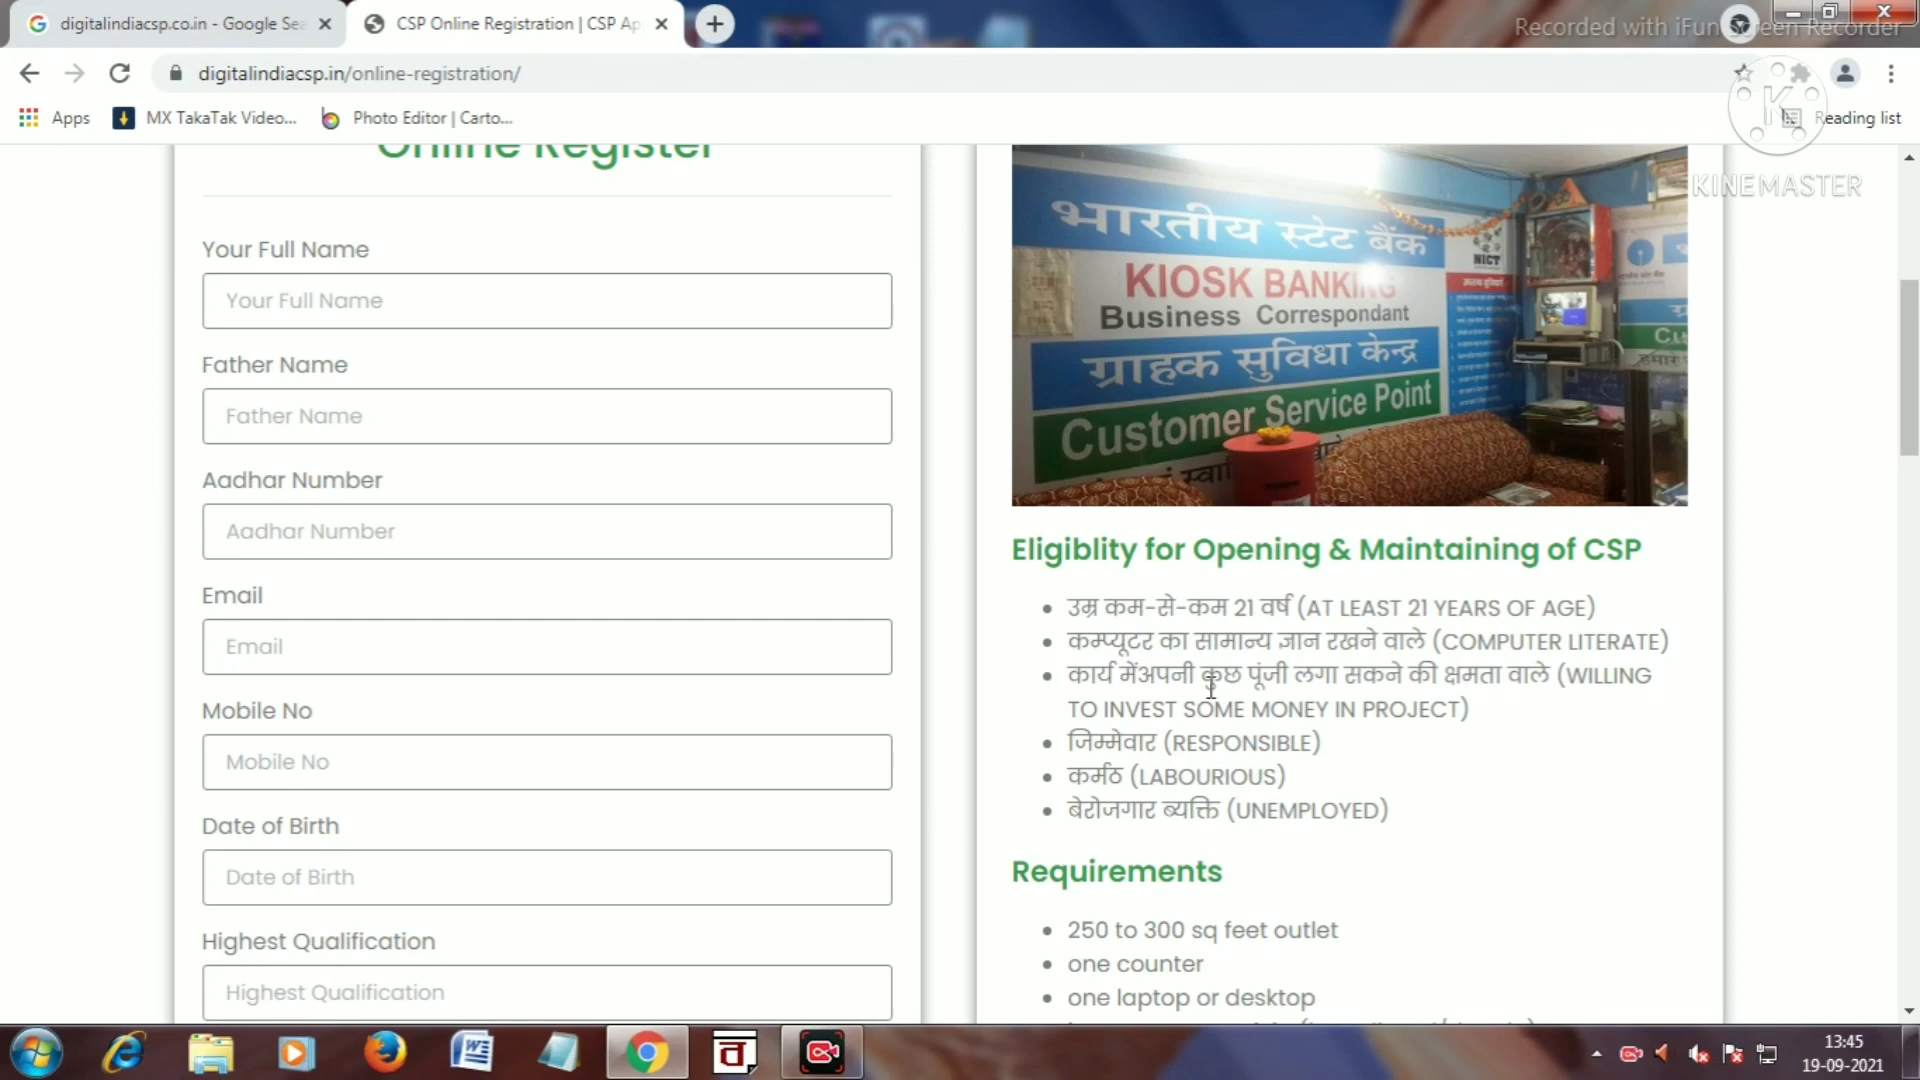 digitalindiacsp.co.in - Google Sea
CSP Online Registration | CSP Ap
Recorded with iFun Screen Recorder
digitalindiacsp.in/online-registration/
Apps
MX TakaTak Video...
Photo Editor | Carto...
Reading list
K
KINEMASTER
Online Register
Your Full Name
Your Full Name
Father Name
Father Name
Aadhar Number
Aadhar Number
Email
Email
Mobile No
Mobile No
Date of Birth
Date of Birth
Highest Qualification
Highest Qualification
भारतीय स्टेट बैंक
NICT
KIOSK BANKING
Business Correspondant
ग्राहक सुविधा केन्द्र
Customer Service Point
Eligiblity for Opening & Maintaining of CSP
उम्र कम-से-कम 21 वर्ष (AT LEAST 21 YEARS OF AGE)
कम्प्यूटर का सामान्य ज्ञान रखने वाले (COMPUTER LITERATE)
कार्य मेंअपनी कुछ पूंजी लगा सकने की क्षमता वाले (WILLING
TO INVEST SOME MONEY IN PROJECT)
जिम्मेवार (RESPONSIBLE)
कर्मठ (LABOURIOUS)
बेरोजगार ब्यक्ति (UNEMPLOYED)
Requirements
250 to 300 sq feet outlet
one counter
one laptop or desktop
13:45
19-09-2021